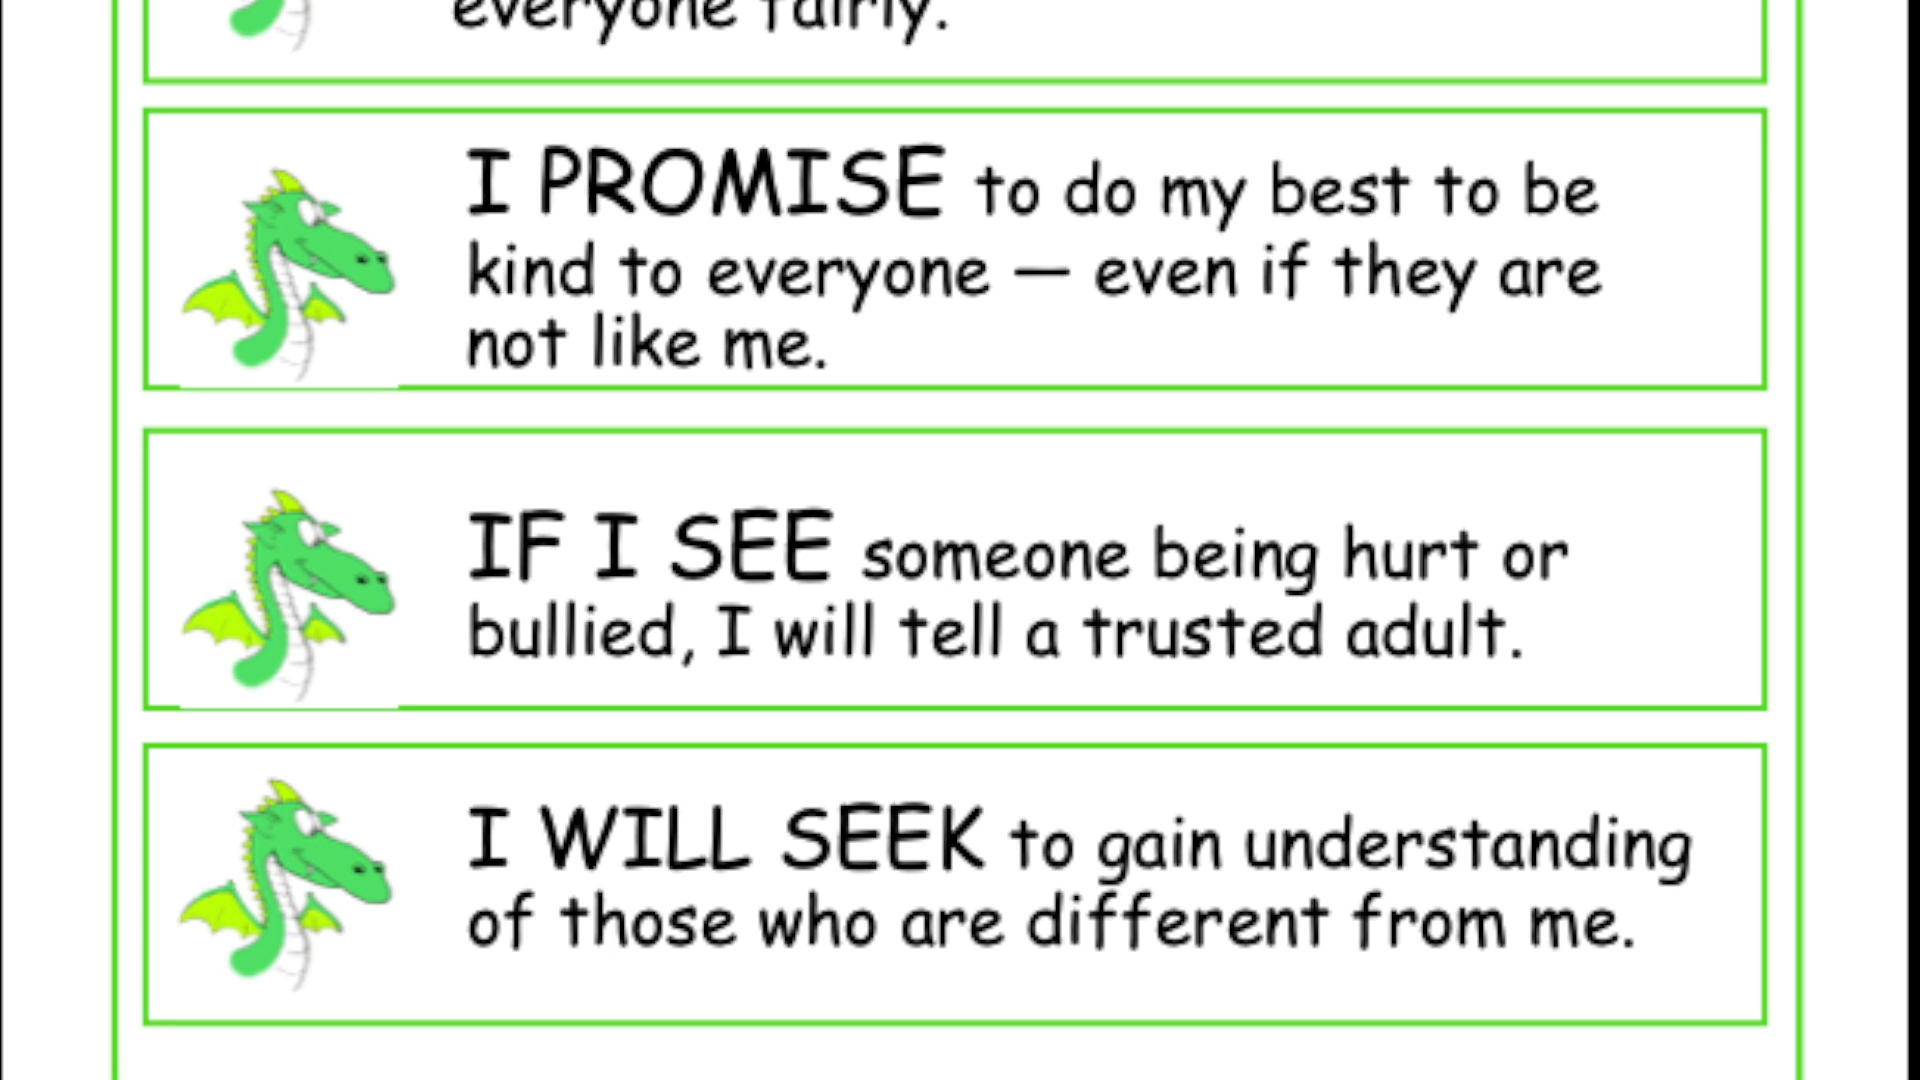 everyone fairly.
I PROMISE to do my best to be
kind to everyone — even if they are
not like me.
IF I SEE someone being hurt or
bullied, I will tell a trusted adult.
I WILL SEEK to gain understanding
of those who are different from me.